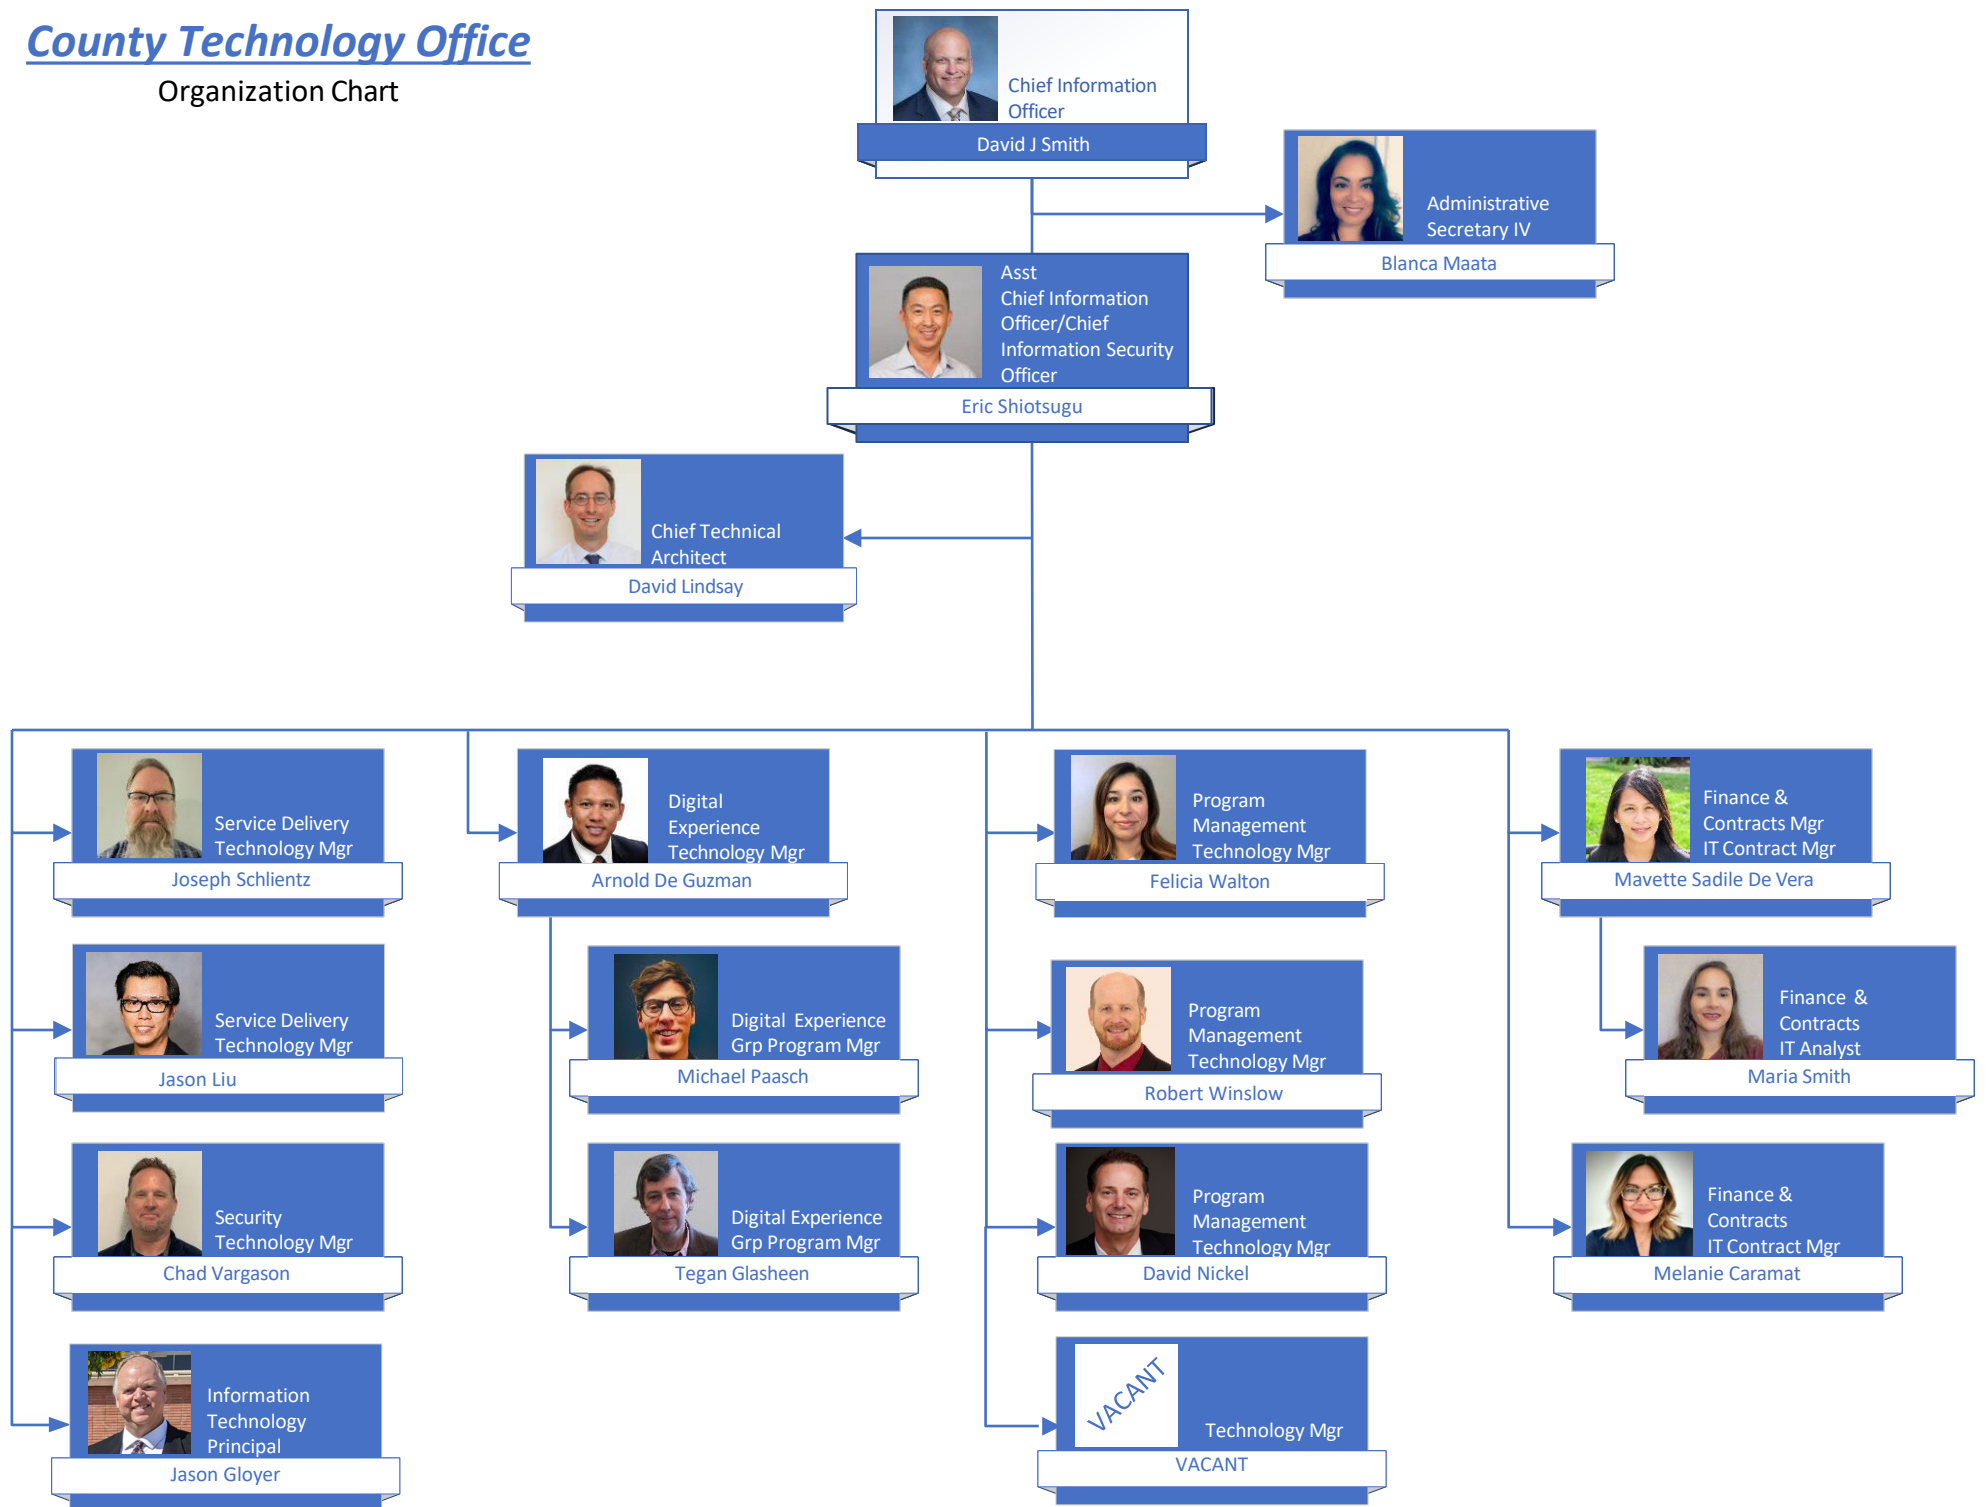 County Technology Office
Organization Chart
Chief Information
Officer
David J Smith
Administrative
Secretary IV
Blanca Maata
Asst
Chief Information
Officer/Chief
Information Security
Officer
Eric Shiotsugu
Chief Technical
Architect
David Lindsay
Service Delivery
Technology Mgr
Joseph Schlientz
Digital
Experience
Technology Mgr
Arnold De Guzman
Program
Management
Technology Mgr
Felicia Walton
Finance &
Contracts Mgr
IT Contract Mgr
Mavette Sadile De Vera
Service Delivery
Technology Mgr
Jason Liu
Digital Experience
Grp Program Mgr
Michael Paasch
Program
Management
Technology Mgr
Robert Winslow
Finance &
Contracts
IT Analyst
Maria Smith
Security
Technology Mgr
Chad Vargason
Digital Experience
Grp Program Mgr
Tegan Glasheen
Program
Management
Technology Mgr
David Nickel
Finance &
Contracts
IT Contract Mgr
Melanie Caramat
Information
Technology
Principal
Jason Gloyer
VACANT
Technology Mgr
VACANT